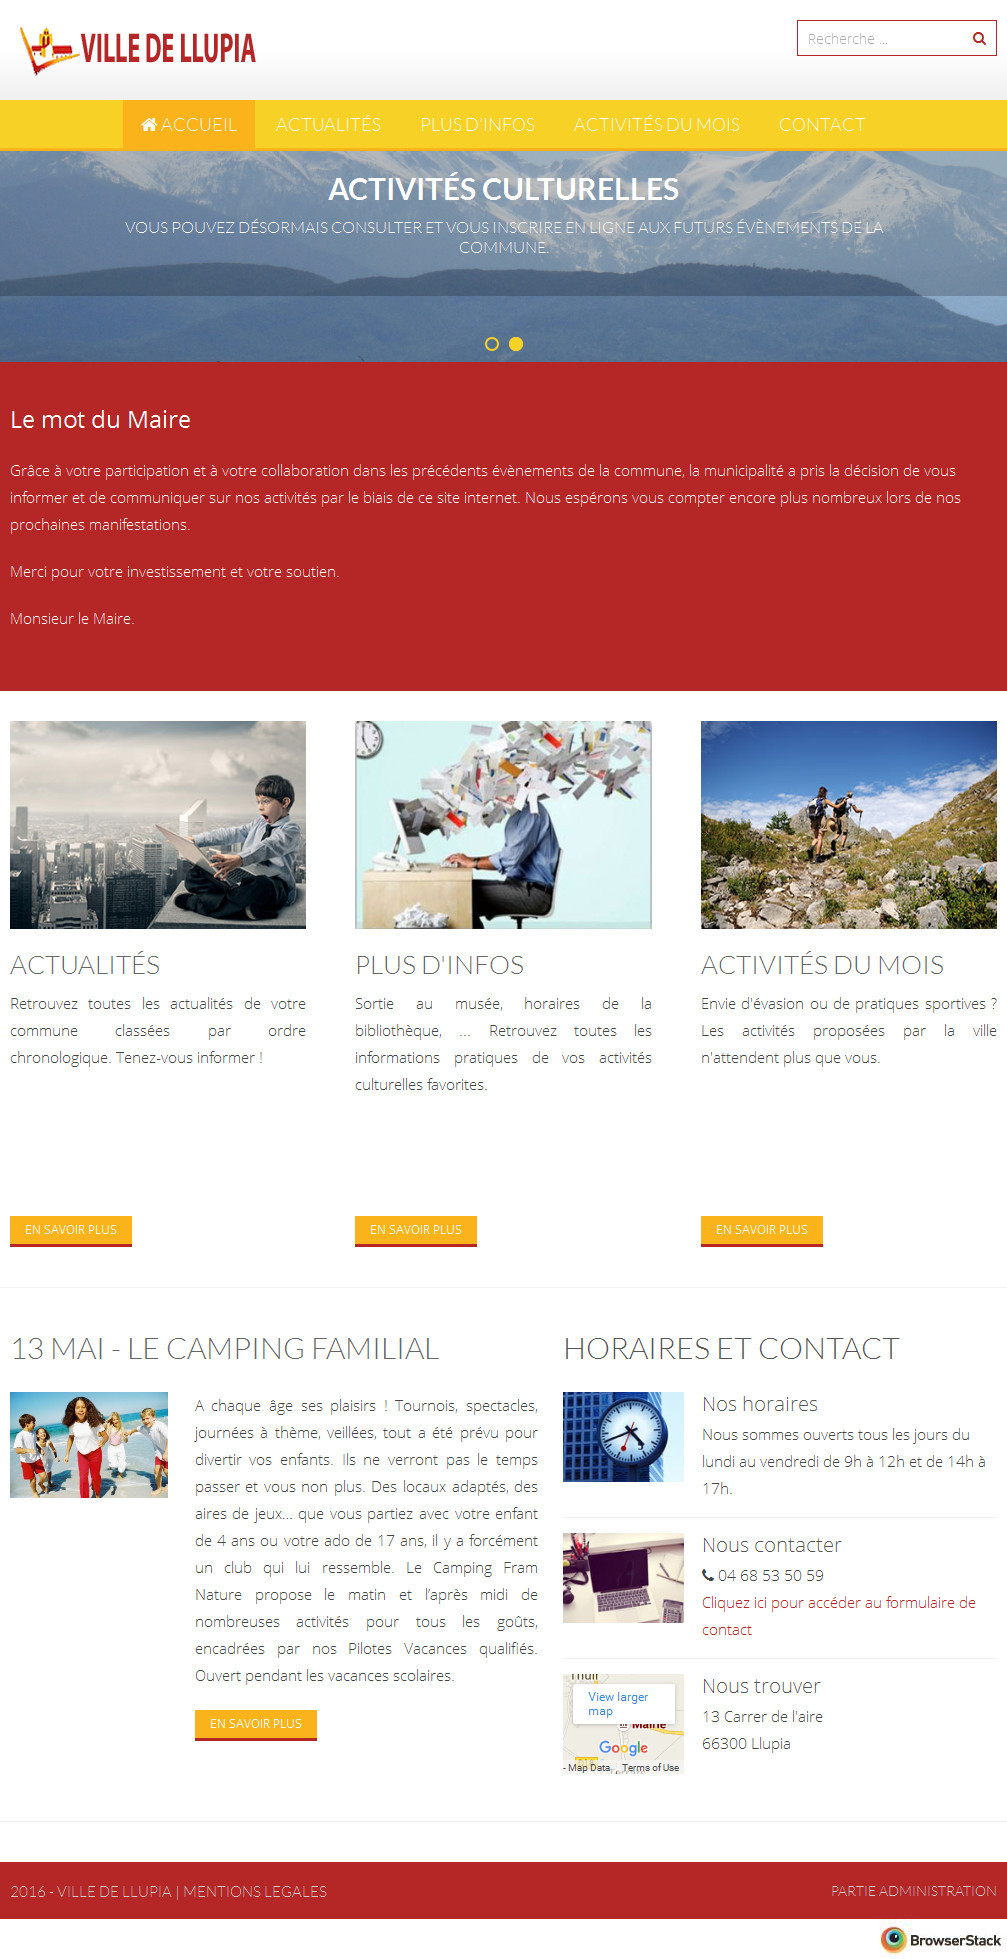 VILLE DE LLUPIA
Recherche ...
ACCUEIL
ACTUALITÉS
PLUS D'INFOS
ACTIVITÉS DU MOIS
CONTACT
ACTIVITÉS CULTURELLES
VOUS POUVEZ DÉSORMAIS CONSULTER ET VOUS INSCRIRE EN LIGNE AUX FUTURS ÉVÈNEMENTS DE LA
COMMUNE.
Le mot du Maire
Grâce à votre participation et à votre collaboration dans les précédents évènements de la commune, la municipalité a pris la décision de vous
informer et de communiquer sur nos activités par le biais de ce site internet. Nous espérons vous compter encore plus nombreux lors de nos
prochaines manifestations.
Merci pour votre investissement et votre soutien.
Monsieur le Maire.
ACTUALITÉS
Retrouvez toutes les actualités de votre
commune classées par ordre
chronologique. Tenez-vous informer !
EN SAVOIR PLUS
PLUS D'INFOS
Sortie au musée, horaires de la
bibliothèque, ... Retrouvez toutes les
informations pratiques de vos activités
culturelles favorites.
EN SAVOIR PLUS
ACTIVITÉS DU MOIS
Envie d'évasion ou de pratiques sportives ?
Les activités proposées par la ville
n'attendent plus que vous.
EN SAVOIR PLUS
13 MAI - LE CAMPING FAMILIAL
A chaque âge ses plaisirs ! Tournois, spectacles,
journées à thème, veillées, tout a été prévu pour
divertir vos enfants. Ils ne verront pas le temps
passer et vous non plus. Des locaux adaptés, des
aires de jeux... que vous partiez avec votre enfant
de 4 ans ou votre ado de 17 ans, il y a forcément
un club qui lui ressemble. Le Camping Fram
Nature propose le matin et l'après midi de
nombreuses activités pour tous les goûts,
encadrées par nos Pilotes Vacances qualifiés.
Ouvert pendant les vacances scolaires.
EN SAVOIR PLUS
HORAIRES ET CONTACT
Nos horaires
Nous sommes ouverts tous les jours du
lundi au vendredi de 9h à 12h et de 14h à
17h.
Nous contacter
04 68 53 50 59
Cliquez ici pour accéder au formulaire de
contact
Thuir
View larger
map
Mairie
Google
- Map Data
Terms of Use
Nous trouver
13 Carrer de l'aire
66300 Llupia
2016 - VILLE DE LLUPIA | MENTIONS LEGALES
PARTIE ADMINISTRATION
BrowserStack